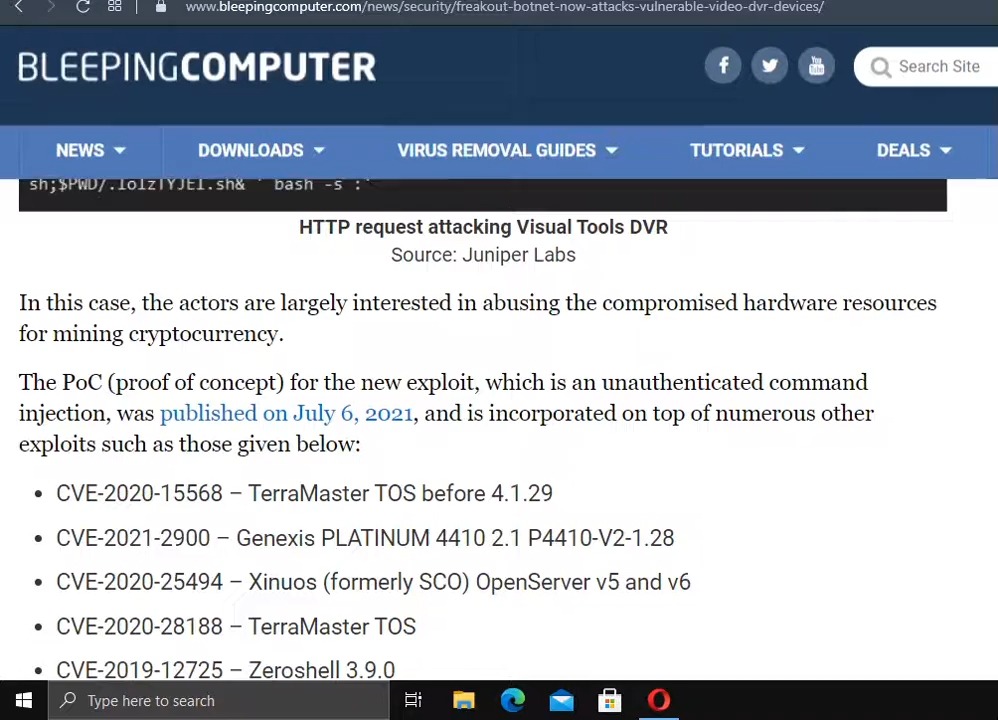 www.bleepingcomputer.com/news/security/freakout-botnet-now-attacks-vulnerable-video-dvr-devices/
BLEEPINGCOMPUTER
f
You Tube
Search Site
NEWS
DOWNLOADS
VIRUS REMOVAL GUIDES
TUTORIALS
DEALS
bash -s :`
HTTP request attacking Visual Tools DVR
Source: Juniper Labs
In this case, the actors are largely interested in abusing the compromised hardware resources
for mining cryptocurrency.
The PoC (proof of concept) for the new exploit, which is an unauthenticated command
injection, was published on July 6, 2021, and is incorporated on top of numerous other
exploits such as those given below:
• CVE-2020-15568 – TerraMaster TOS before 4.1.29
• CVE-2021-2900 – Genexis PLATINUM 4410 2.1 P4410-V2-1.28
• CVE-2020-25494 – Xinuos (formerly SCO) OpenServer v5 and v6
• CVE-2020-28188 – TerraMaster TOS
• CVE-2019-12725 – Zeroshell 3.9.0
Type here to search